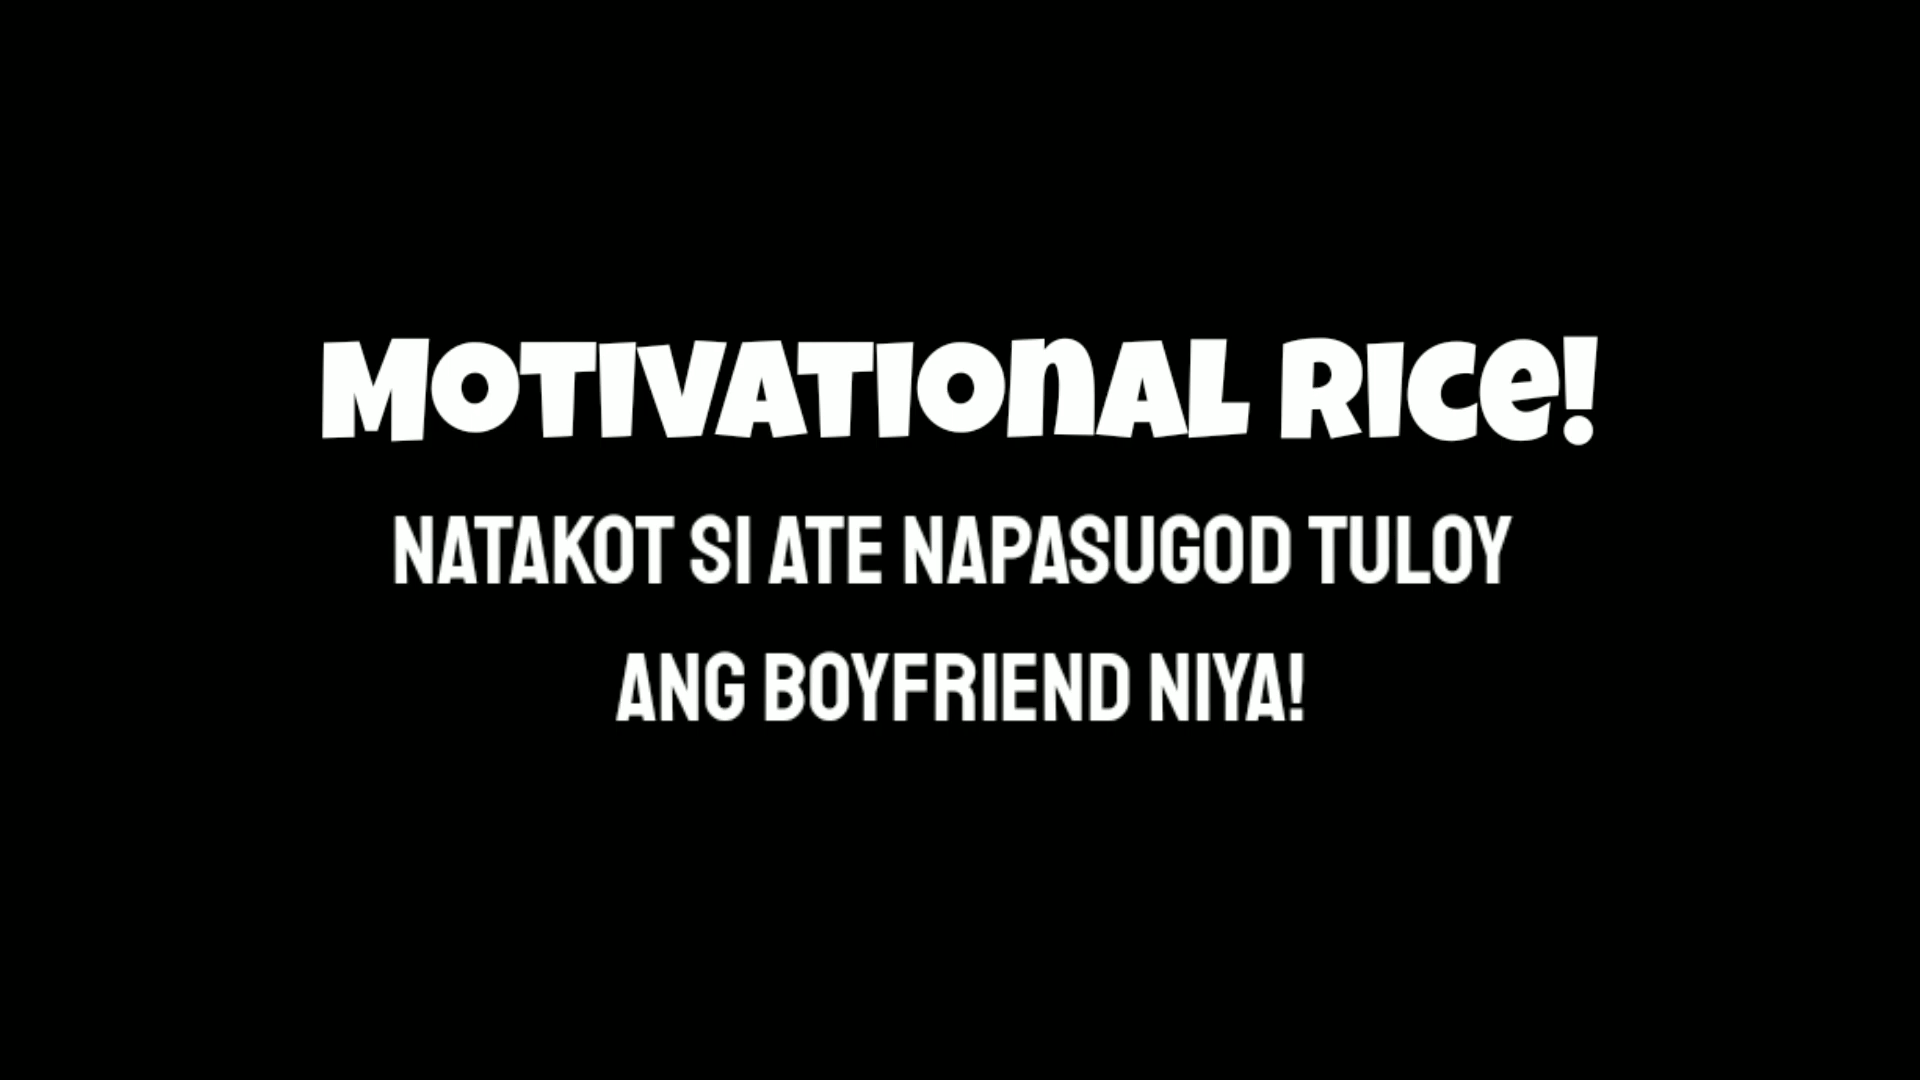 MOTIVATIONAL RICE!
NATAKOT SI ATE NAPASUGOD TULOY
ANG BOYFRIEND NIYA!